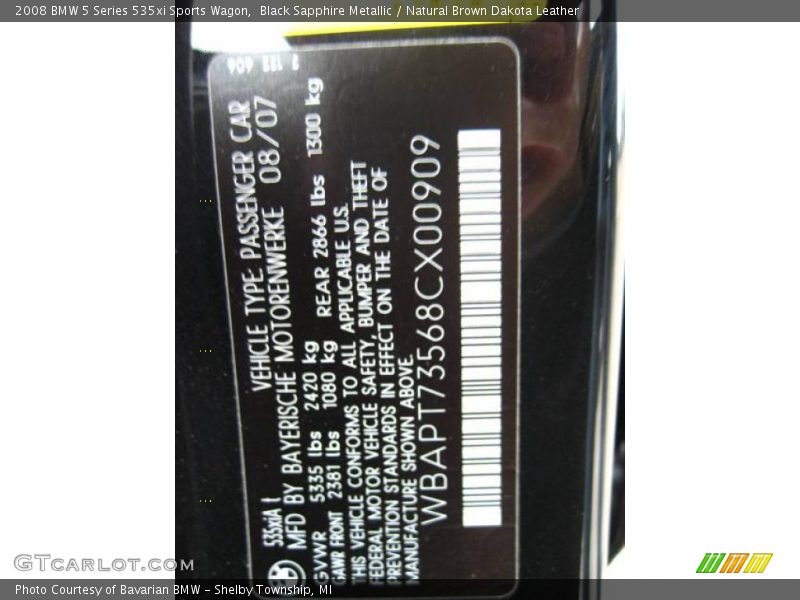 2008 BMW 5 Series 535xi Sports Wagon,  Black Sapphire Metallic / Natural Brown Dakota Leather
535xiA t
VEHICLE TYPE PASSENGER CAR
MFD BY BAYERISCHE MOTORENWERKE 08/07
GVWR 5335 lbs 2420 kg
GAWR FRONT 2381 lbs 1080 kg REAR 2866 lbs 1300 kg
THIS VEHICLE CONFORMS TO ALL APPLICABLE U.S.
FEDERAL MOTOR VEHICLE SAFETY, BUMPER AND THEFT
PREVENTION STANDARDS IN EFFECT ON THE DATE OF
MANUFACTURE SHOWN ABOVE.
WBAPT73568CX00909
GTCarLot.com
Photo Courtesy of Bavarian BMW – Shelby Township, MI